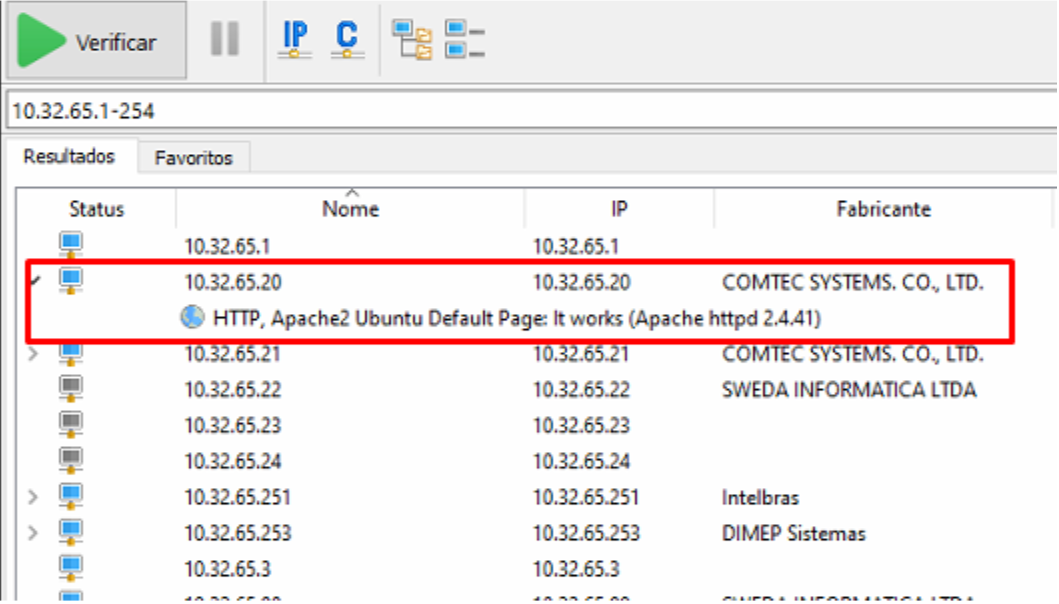 Verificar IP C
10.32.65.1-254
Resultados Favoritos
Status Nome IP Fabricante
10.32.65.1 10.32.65.1
10.32.65.20 10.32.65.20 COMTEC SYSTEMS. CO., LTD.
HTTP, Apache2 Ubuntu Default Page: It works (Apache httpd 2.4.41)
10.32.65.21 10.32.65.21 COMTEC SYSTEMS. CO., LTD.
10.32.65.22 10.32.65.22 SWEDA INFORMATICA LTDA
10.32.65.23 10.32.65.23
10.32.65.24 10.32.65.24
10.32.65.251 10.32.65.251 Intelbras
10.32.65.253 10.32.65.253 DIMEP Sistemas
10.32.65.3 10.32.65.3